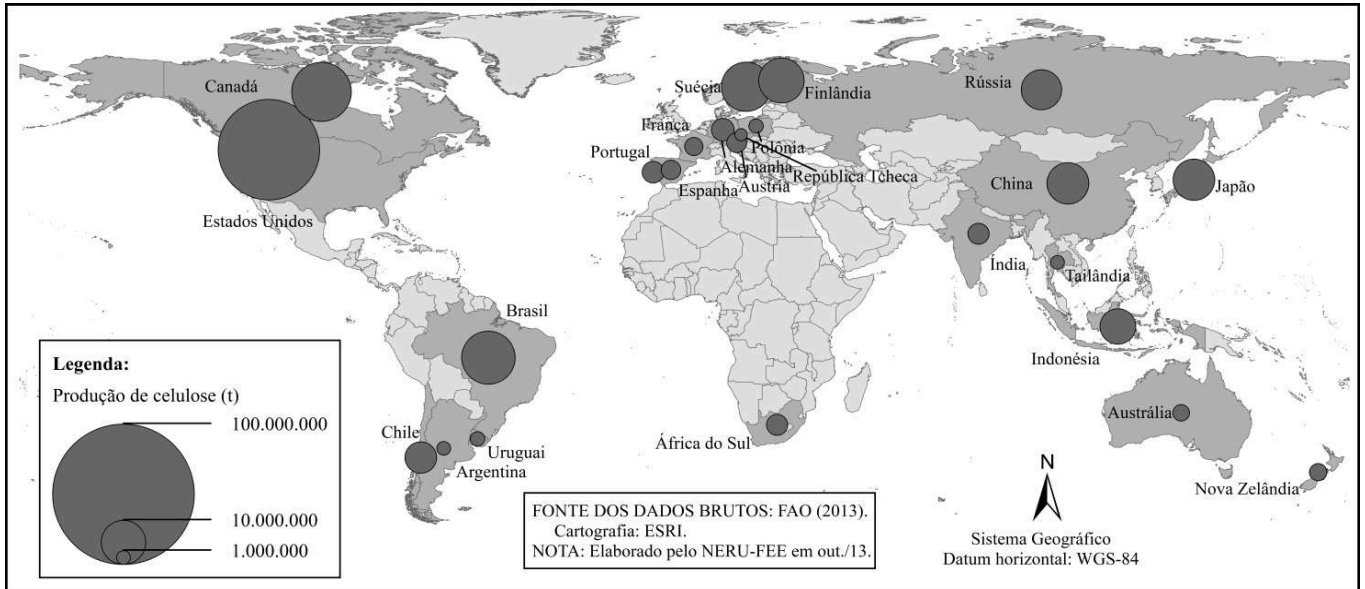 Canadá
Suécia
Finlândia
Rússia
França
Polônia
Portugal
Alemanha
República Tcheca
Espanha
Áustria
China
Japão
Estados Unidos
Índia
Tailândia
Brasil
Indonésia
Legenda:
Produção de celulose (t)
100.000.000
10.000.000
1.000.000
Chile
Uruguai
Argentina
África do Sul
Austrália
Nova Zelândia
FONTE DOS DADOS BRUTOS: FAO (2013).
Cartografia: ESRI.
NOTA: Elaborado pelo NERU-FEE em out./13.
N
Sistema Geográfico
Datum horizontal: WGS-84